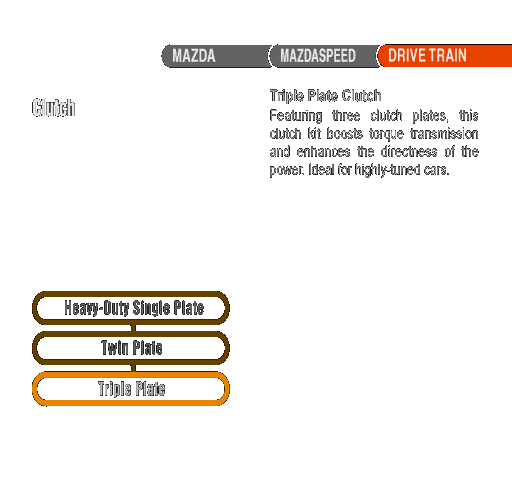 MAZDA MAZDASPEED DRIVE TRAIN
Clutch
Triple Plate Clutch
Featuring three clutch plates, this
clutch kit boosts torque transmission
and enhances the directness of the
power. Ideal for highly-tuned cars.
Heavy-Duty Single Plate
Twin Plate
Triple Plate